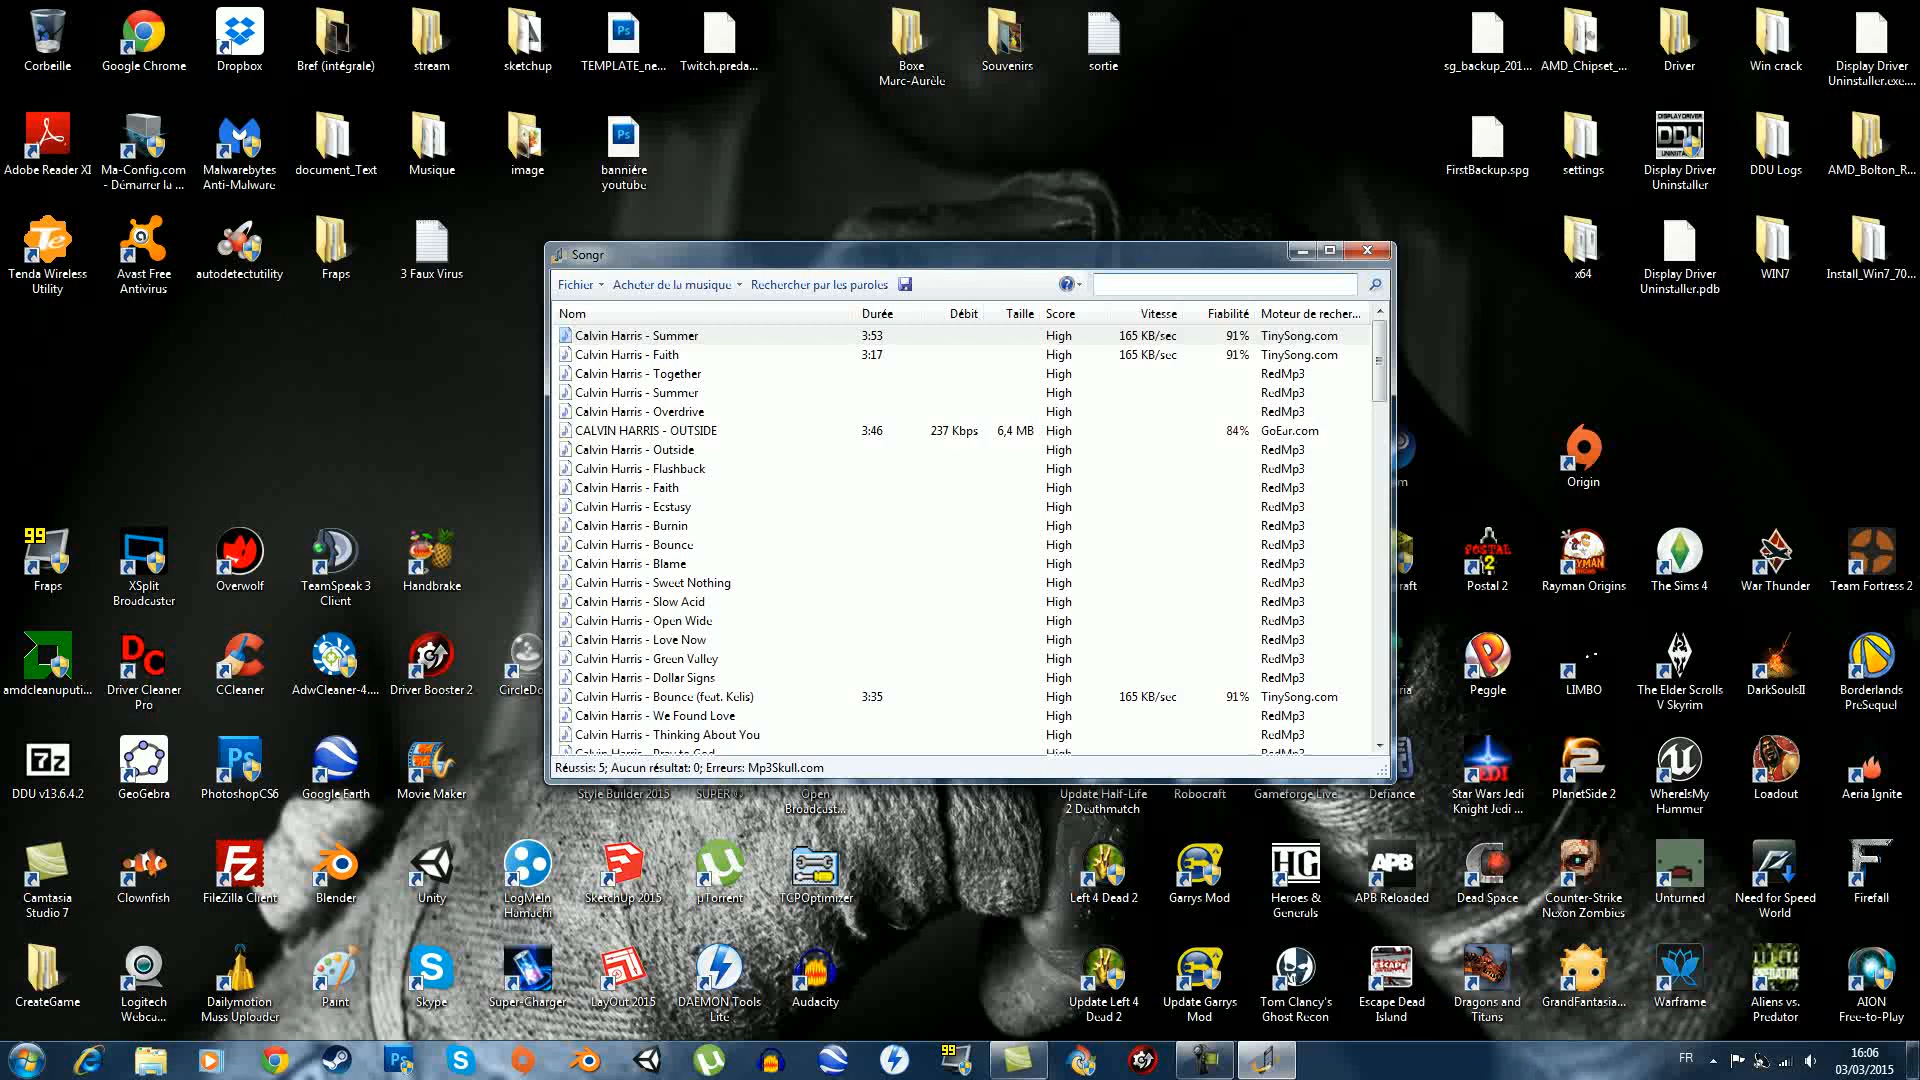 Corbeille
Google Chrome
Dropbox
Bref (intégrale)
stream
sketchup
TEMPLATE_ne...
Twitch.preda...
Boxe
Marc-Aurèle
Souvenirs
sortie
sg_backup_201...
AMD_Chipset_...
Driver
Win crack
Display Driver
Uninstaller.exe....
Adobe Reader XI
Ma-Config.com
- Démarrer la ...
Malwarebytes
Anti-Malware
document_Text
Musique
image
bannière
youtube
FirstBackup.spg
settings
Display Driver
Uninstaller
DDU Logs
AMD_Bolton_R...
Tenda Wireless
Utility
Avast Free
Antivirus
autodetectutility
Fraps
3 Faux Virus
x64
Display Driver
Uninstaller.pdb
WIN7
Install_Win7_70...
Songr
Fichier
Acheter de la musique
Rechercher par les paroles
Nom Durée Débit Taille Score Vitesse Fiabilité Moteur de recher...
Calvin Harris - Summer 3:53 High 165 KB/sec 91% TinySong.com
Calvin Harris - Faith 3:17 High 165 KB/sec 91% TinySong.com
Calvin Harris - Together High RedMp3
Calvin Harris - Summer High RedMp3
Calvin Harris - Overdrive High RedMp3
CALVIN HARRIS - OUTSIDE 3:46 237 Kbps 6,4 MB High 84% GoEar.com
Calvin Harris - Outside High RedMp3
Calvin Harris - Flashback High RedMp3
Calvin Harris - Faith High RedMp3
Calvin Harris - Ecstasy High RedMp3
Calvin Harris - Burnin High RedMp3
Calvin Harris - Bounce High RedMp3
Calvin Harris - Blame High RedMp3
Calvin Harris - Sweet Nothing High RedMp3
Calvin Harris - Slow Acid High RedMp3
Calvin Harris - Open Wide High RedMp3
Calvin Harris - Love Now High RedMp3
Calvin Harris - Green Valley High RedMp3
Calvin Harris - Dollar Signs High RedMp3
Calvin Harris - Bounce (feat. Kelis) 3:35 High 165 KB/sec 91% TinySong.com
Calvin Harris - We Found Love High RedMp3
Calvin Harris - Thinking About You High RedMp3
Calvin Harris - Pray to God High RedMp3
Réussis: 5; Aucun résultat: 0; Erreurs: Mp3Skull.com
Origin
Fraps
XSplit
Broadcaster
Overwolf
TeamSpeak 3
Client
Handbrake
Postal 2
Rayman Origins
The Sims 4
War Thunder
Team Fortress 2
amdcleanuputi...
Driver Cleaner
Pro
CCleaner
AdwCleaner-4....
Driver Booster 2
CircleDo
Peggle
LIMBO
The Elder Scrolls
V Skyrim
DarkSoulsII
Borderlands
PreSequel
DDU v13.6.4.2
GeoGebra
PhotoshopCS6
Google Earth
Movie Maker
Style Builder 2015
SUPER ©
Open
Broadcast...
Update Half-Life
2 Deathmatch
Robocraft
Gameforge Live
Defiance
Star Wars Jedi
Knight Jedi ...
PlanetSide 2
WhereIsMy
Hammer
Loadout
Aeria Ignite
Camtasia
Studio 7
Clownfish
FileZilla Client
Blender
Unity
LogMeIn
Hamachi
SketchUp 2015
µTorrent
TCPOptimizer
Left 4 Dead 2
Garrys Mod
Heroes &
Generals
APB Reloaded
Dead Space
Counter-Strike
Nexon Zombies
Unturned
Need for Speed
World
Firefall
CreateGame
Logitech
Webca...
Dailymotion
Mass Uploader
Paint
Skype
Super-Charger
LayOut 2015
DAEMON Tools
Lite
Audacity
Update Left 4
Dead 2
Update Garrys
Mod
Tom Clancy's
Ghost Recon
Escape Dead
Island
Dragons and
Titans
GrandFantasia...
Warframe
Aliens vs.
Predator
AION
Free-to-Play
FR
16:06
03/03/2015